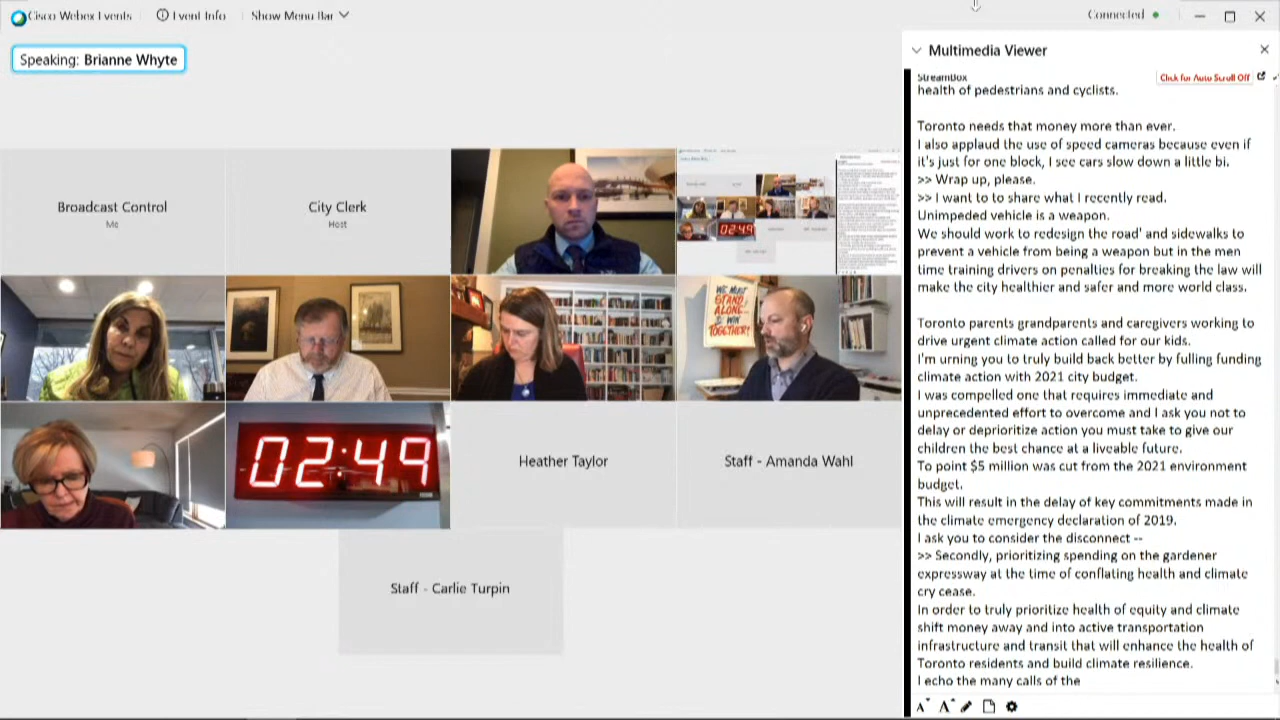 Cisco Webex Events
Event Info
Show Menu Bar
Connected
Speaking: Brianne Whyte
Multimedia Viewer
StreamBox
Click for Auto Scroll Off
health of pedestrians and cyclists.
Toronto needs that money more than ever.
I also applaud the use of speed cameras because even if
it's just for one block, I see cars slow down a little bi.
>> Wrap up, please.
>> I want to to share what I recently read.
Unimpeded vehicle is a weapon.
We should work to redesign the road' and sidewalks to
prevent a vehicle from being a weapon but in the men
time training drivers on penalties for breaking the law will
make the city healthier and safer and more world class.
Toronto parents grandparents and caregivers working to
drive urgent climate action called for our kids.
I'm urning you to truly build back better by fulling funding
climate action with 2021 city budget.
I was compelled one that requires immediate and
unprecedented effort to overcome and I ask you not to
delay or deprioritize action you must take to give our
children the best chance at a liveable future.
To point $5 million was cut from the 2021 environment
budget.
This will result in the delay of key commitments made in
the climate emergency declaration of 2019.
I ask you to consider the disconnect --
>> Secondly, prioritizing spending on the gardener
expressway at the time of conflating health and climate
cry cease.
In order to truly prioritize health of equity and climate
shift money away and into active transportation
infrastructure and transit that will enhance the health of
Toronto residents and build climate resilience.
I echo the many calls of the
Broadcast Comp
Me
City Clerk
Host
02:49
WE MUST
STAND
ALONE...
TO WIN
TOGETHER!
02:49
Heather Taylor
Staff - Amanda Wahl
Staff - Carlie Turpin